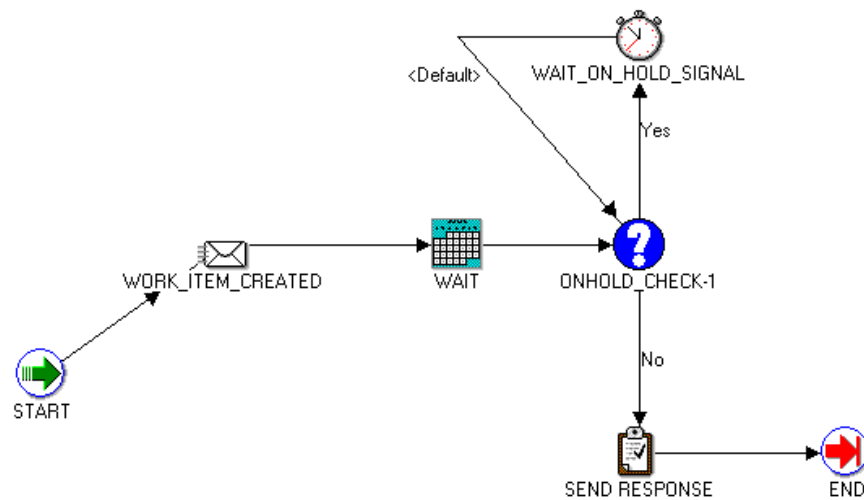 WAIT_ON_HOLD_SIGNAL
<Default>
Yes
WORK_ITEM_CREATED
WAIT
ONHOLD_CHECK-1
No
START
SEND RESPONSE
END